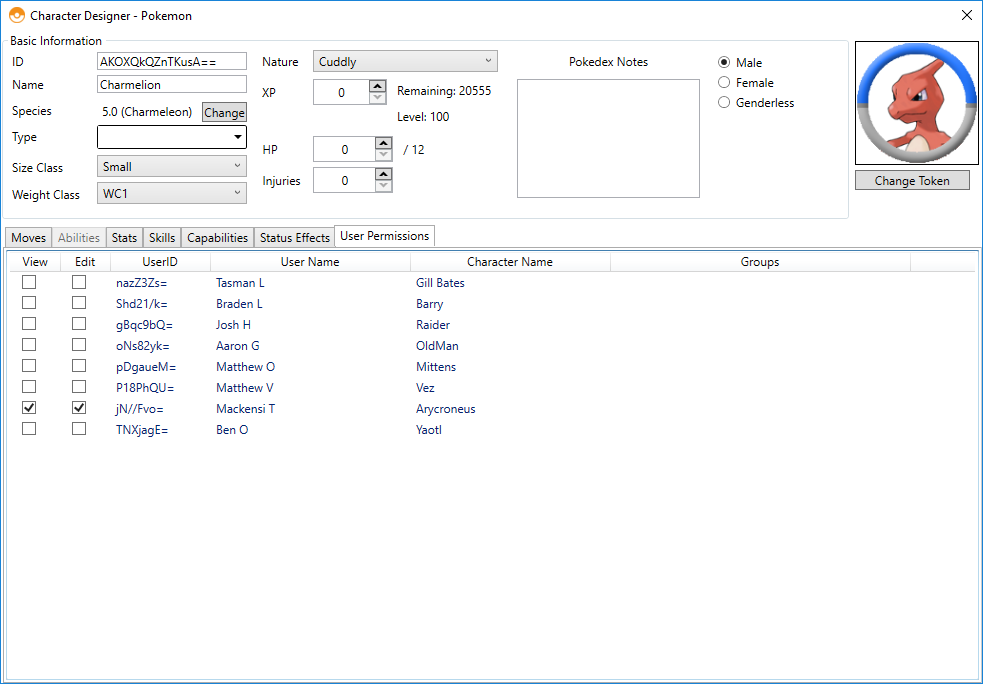 Character Designer - Pokemon
Basic Information
ID AKOXQkQZnTKusA==
Name Charmelion
Species 5.0 (Charmeleon) Change
Type
Size Class Small
Weight Class WC1
Nature Cuddly
XP 0 Remaining: 20555
Level: 100
HP 0 / 12
Injuries 0
Pokedex Notes
Male
Female
Genderless
Change Token
Moves Abilities Stats Skills Capabilities Status Effects User Permissions
View Edit UserID User Name Character Name Groups
nazZ3Zs= Tasman L Gill Bates
Shd21/k= Braden L Barry
gBqc9bQ= Josh H Raider
oNs82yk= Aaron G OldMan
pDgaueM= Matthew O Mittens
P18PhQU= Matthew V Vez
jN//Fvo= Mackensi T Arycroneus
TNXjagE= Ben O Yaotl